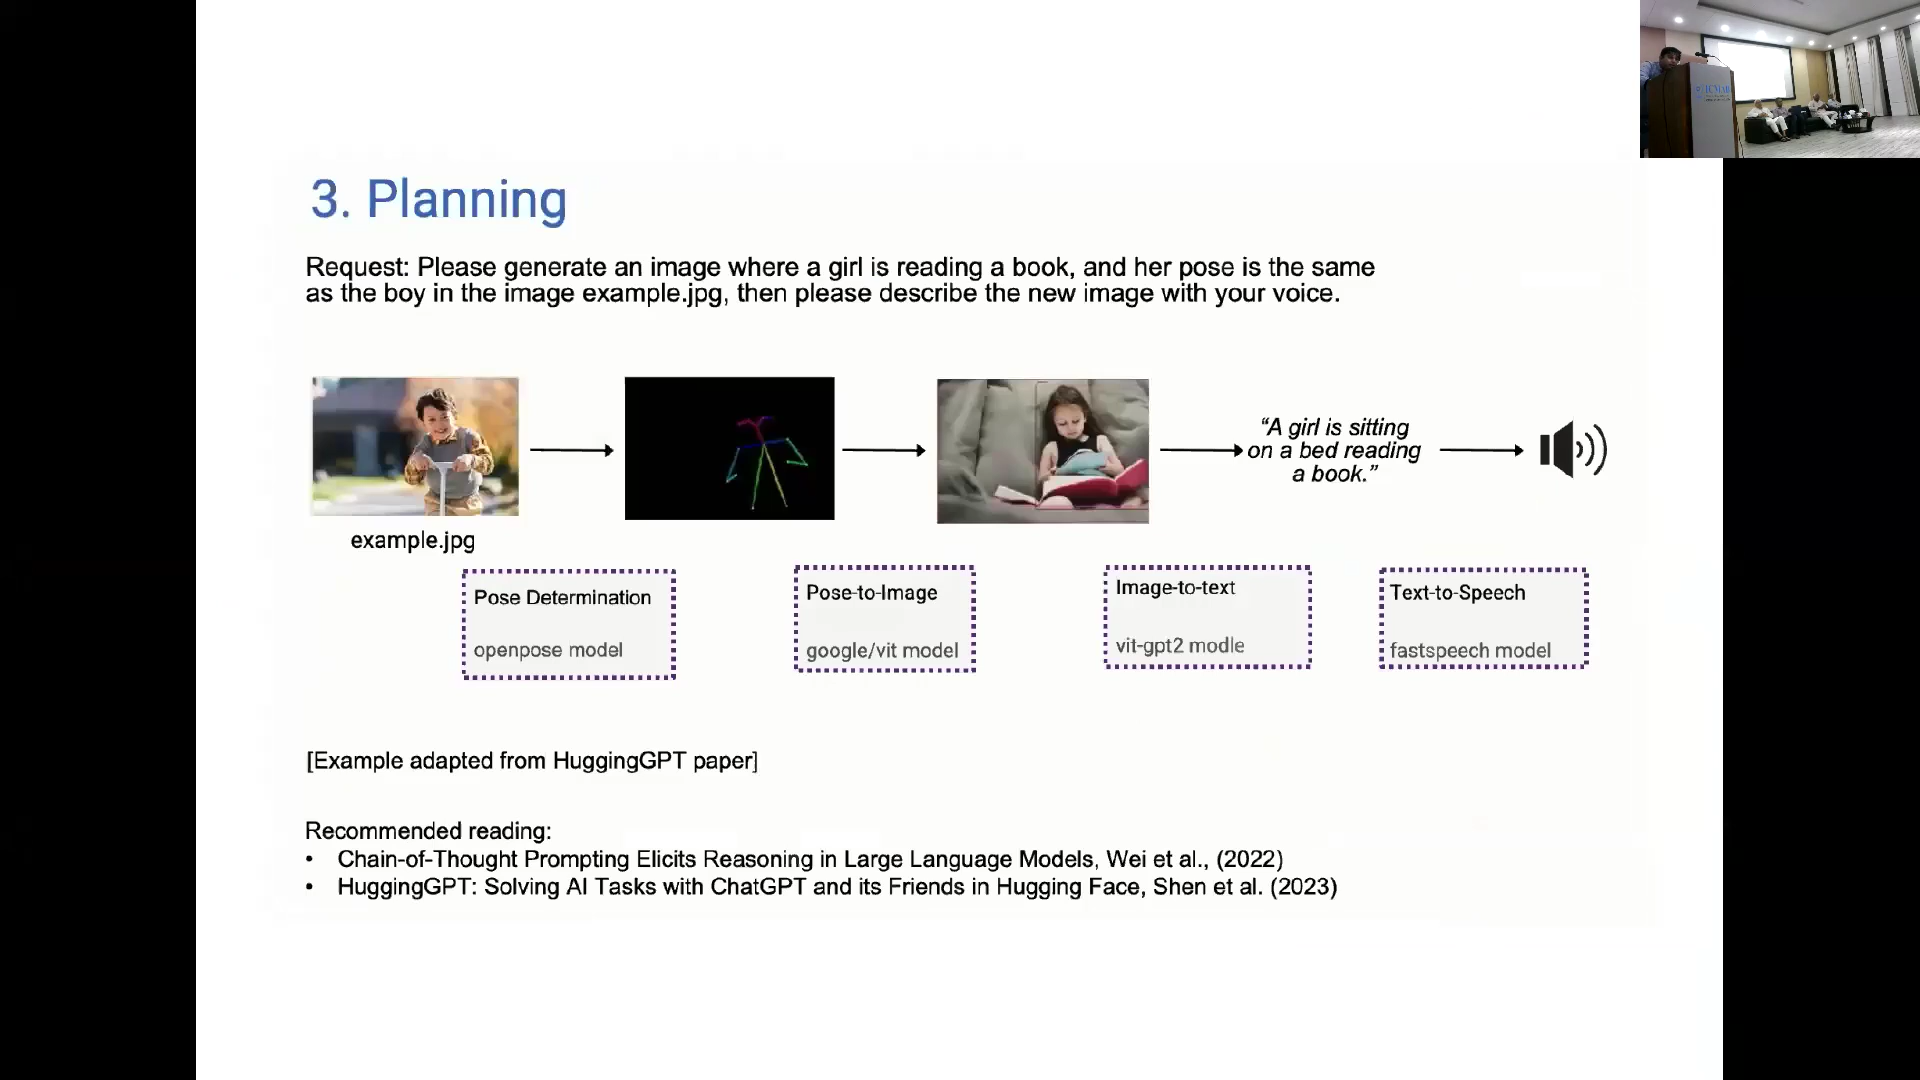 3. Planning
Request: Please generate an image where a girl is reading a book, and her pose is the same
as the boy in the image example.jpg, then please describe the new image with your voice.
“A girl is sitting
on a bed reading
a book.”
example.jpg
Pose Determination
openpose model
Pose-to-Image
google/vit model
Image-to-text
vit-gpt2 modle
Text-to-Speech
fastspeech model
[Example adapted from HuggingGPT paper]
Recommended reading:
• Chain-of-Thought Prompting Elicits Reasoning in Large Language Models, Wei et al., (2022)
• HuggingGPT: Solving AI Tasks with ChatGPT and its Friends in Hugging Face, Shen et al. (2023)